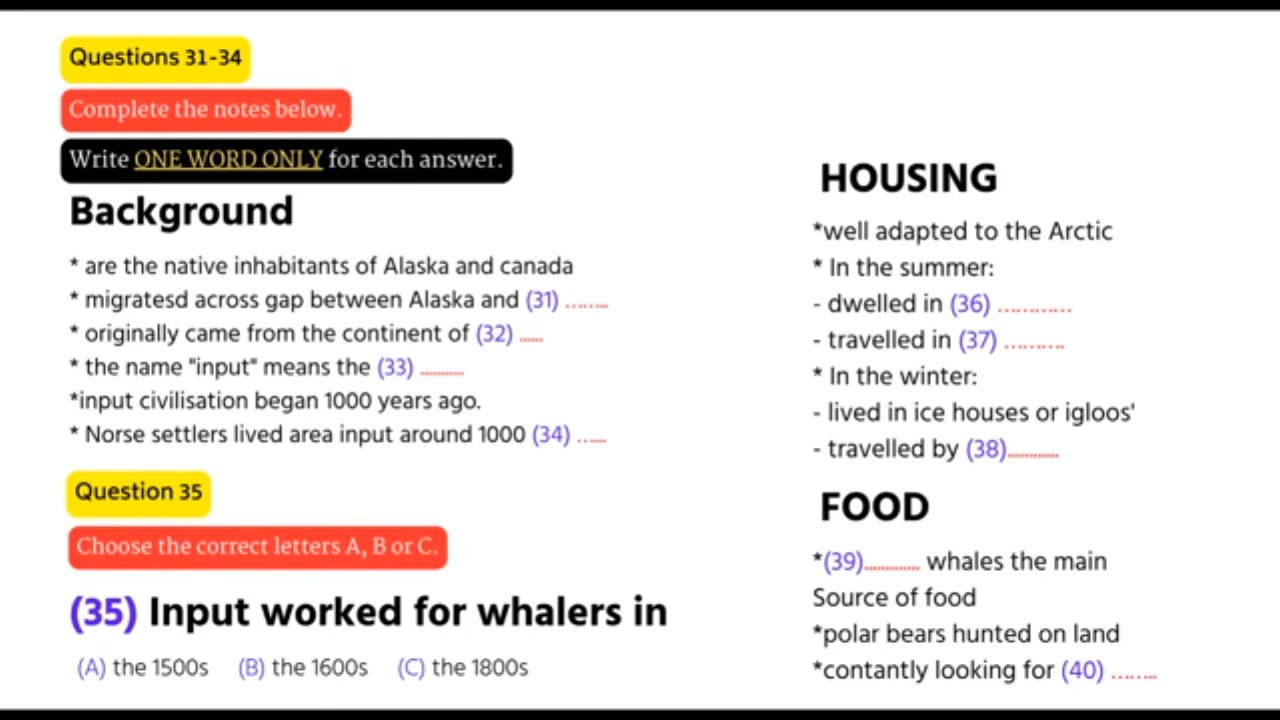 Questions 31-34
Complete the notes below.
Write ONE WORD ONLY for each answer.
Background
* are the native inhabitants of Alaska and canada
* migratesd across gap between Alaska and (31) ........
* originally came from the continent of (32) ......
* the name "input" means the (33) ...........
*input civilisation began 1000 years ago.
* Norse settlers lived area input around 1000 (34) ......
Question 35
Choose the correct letters A, B or C.
(35) Input worked for whalers in
(A) the 1500s (B) the 1600s (C) the 1800s
HOUSING
*well adapted to the Arctic
* In the summer:
- dwelled in (36) ............
- travelled in (37) ..........
* In the winter:
- lived in ice houses or igloos'
- travelled by (38).............
FOOD
*(39).............. whales the main
Source of food
*polar bears hunted on land
*contantly looking for (40) ........